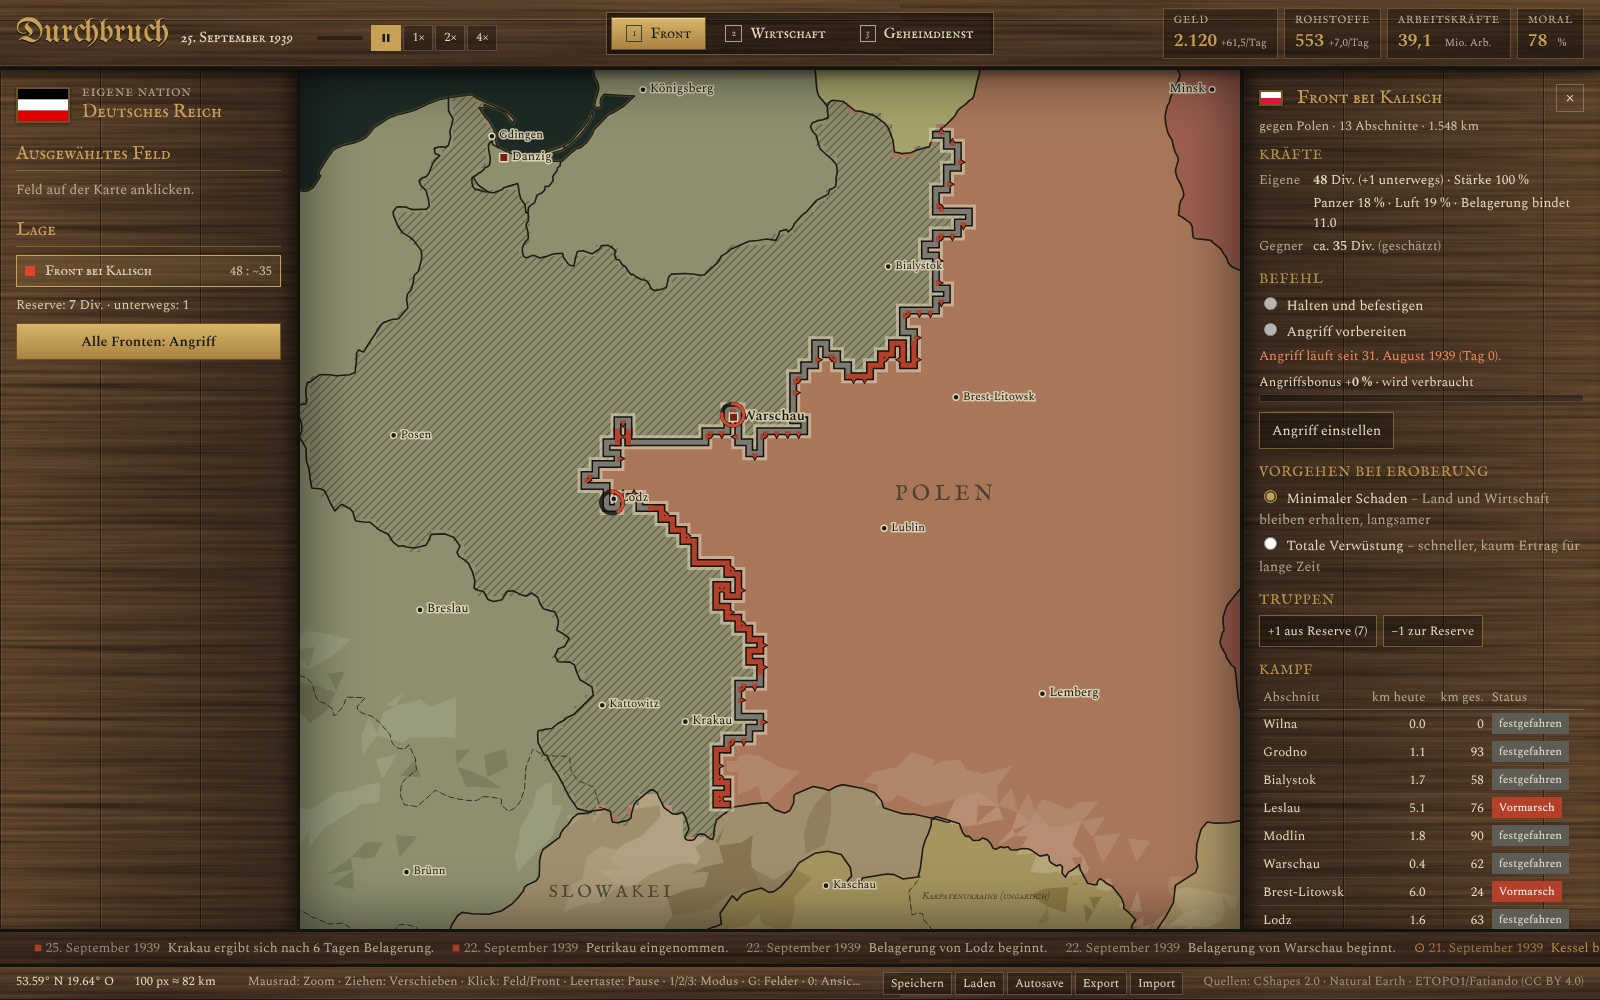 Durchbruch
25. September 1939
1×
2×
4×
1 Front
2 Wirtschaft
3 Geheimdienst
GELD
2.120 +61,5/Tag
ROHSTOFFE
553 +7,0/Tag
ARBEITSKRÄFTE
39,1 Mio. Arb.
MORAL
78 %
EIGENE NATION
Deutsches Reich
Ausgewähltes Feld
Feld auf der Karte anklicken.
Lage
Front bei Kalisch 48 : ~35
Reserve: 7 Div. · unterwegs: 1
Alle Fronten: Angriff
Königsberg
Minsk
Gdingen
Danzig
Bialystok
Brest-Litowsk
Warschau
Posen
POLEN
Lodz
Lublin
Breslau
Lemberg
Kattowitz
Krakau
Brünn
SLOWAKEI
Kaschau
Karpatenukraine (ungarisch)
Front bei Kalisch
×
gegen Polen · 13 Abschnitte · 1.548 km
KRÄFTE
Eigene 48 Div. (+1 unterwegs) · Stärke 100 %
Panzer 18 % · Luft 19 % · Belagerung bindet
11.0
Gegner ca. 35 Div. (geschätzt)
BEFEHL
Halten und befestigen
Angriff vorbereiten
Angriff läuft seit 31. August 1939 (Tag 0).
Angriffsbonus +0 % · wird verbraucht
Angriff einstellen
VORGEHEN BEI EROBERUNG
Minimaler Schaden – Land und Wirtschaft
bleiben erhalten, langsamer
Totale Verwüstung – schneller, kaum Ertrag für
lange Zeit
TRUPPEN
+1 aus Reserve (7)
−1 zur Reserve
KAMPF
Abschnitt km heute km ges. Status
Wilna 0.0 0 festgefahren
Grodno 1.1 93 festgefahren
Bialystok 1.7 58 festgefahren
Leslau 5.1 76 Vormarsch
Modlin 1.8 90 festgefahren
Warschau 0.4 62 festgefahren
Brest-Litowsk 6.0 24 Vormarsch
Lodz 1.6 63 festgefahren
25. September 1939 Krakau ergibt sich nach 6 Tagen Belagerung.
22. September 1939 Petrikau eingenommen.
22. September 1939 Belagerung von Lodz beginnt.
22. September 1939 Belagerung von Warschau beginnt.
21. September 1939 Kessel b
53.59° N 19.64° O
100 px ≈ 82 km
Mausrad: Zoom · Ziehen: Verschieben · Klick: Feld/Front · Leertaste: Pause · 1/2/3: Modus · G: Felder · 0: Ansic…
Speichern
Laden
Autosave
Export
Import
Quellen: CShapes 2.0 · Natural Earth · ETOPO1/Fatiando (CC BY 4.0)